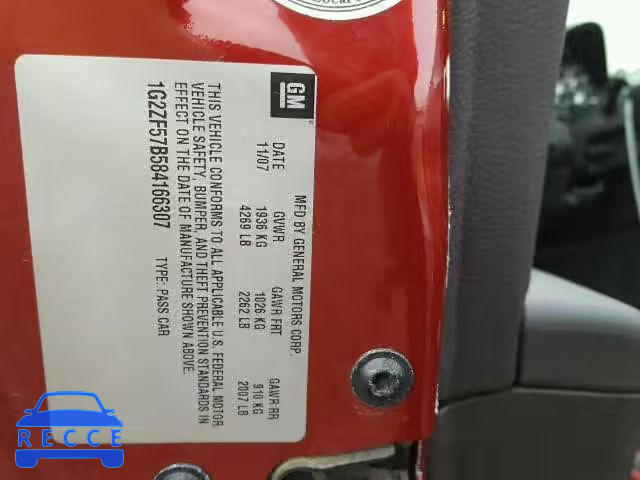 Local
GM
MFD BY GENERAL MOTORS CORP.
DATE GVWR GAWR FRT GAWR RR
11/07 1936 KG 1026 KG 910 KG
4269 LB 2262 LB 2007 LB
THIS VEHICLE CONFORMS TO ALL APPLICABLE U.S. FEDERAL MOTOR
VEHICLE SAFETY, BUMPER, AND THEFT PREVENTION STANDARDS IN
EFFECT ON THE DATE OF MANUFACTURE SHOWN ABOVE.
1G2ZF57B584166307 TYPE: PASS CAR
RECCE